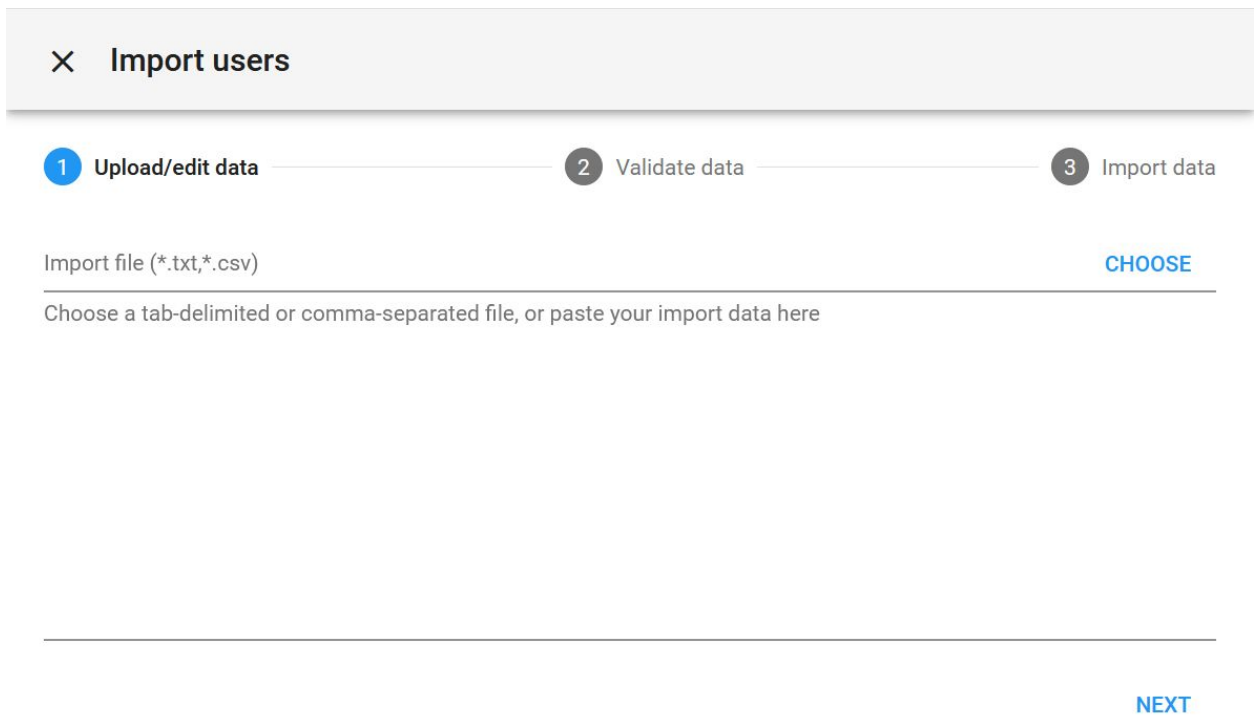 Import users
1 Upload/edit data 2 Validate data 3 Import data
Import file (*.txt,*.csv) CHOOSE
Choose a tab-delimited or comma-separated file, or paste your import data here
NEXT